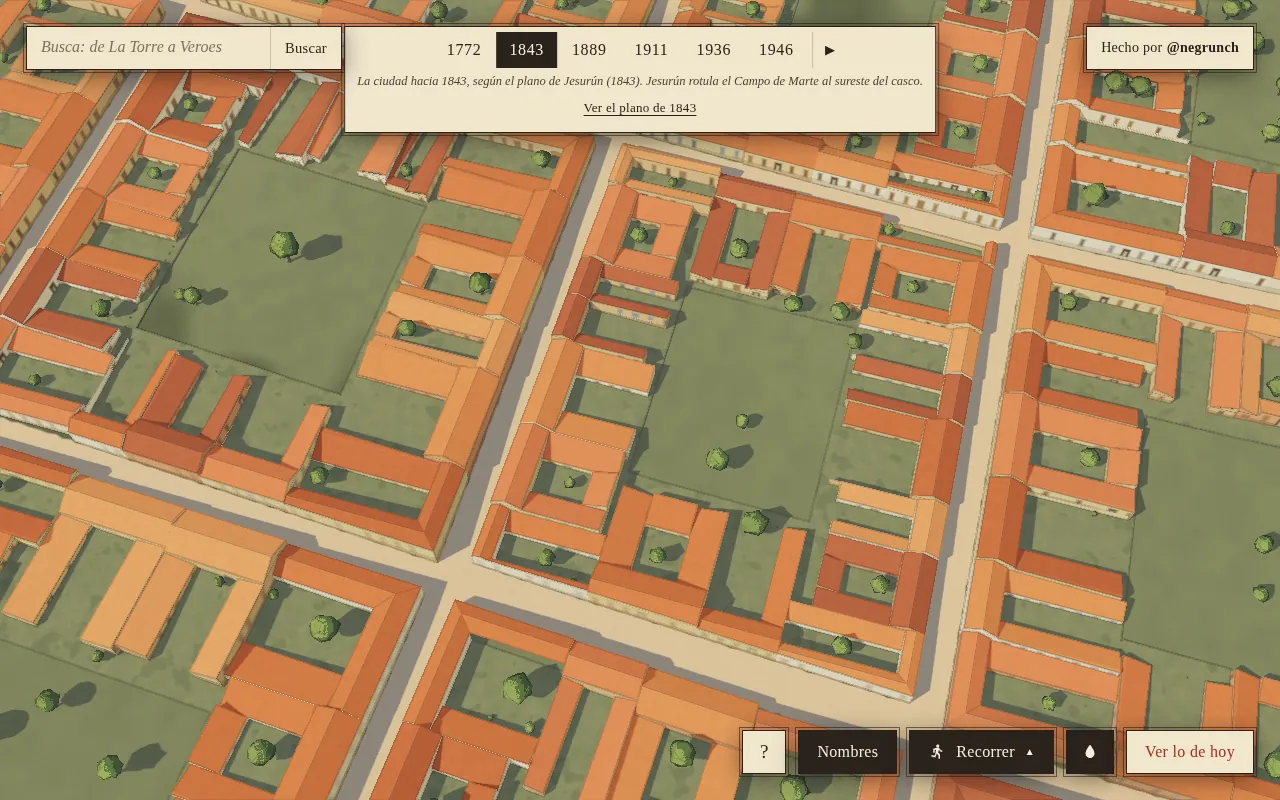 Busca: de La Torre a Veroes
Buscar
1772
1843
1889
1911
1936
1946
La ciudad hacia 1843, según el plano de Jesurún (1843). Jesurún rotula el Campo de Marte al sureste del casco.
Ver el plano de 1843
Hecho por @negrunch
?
Nombres
Recorrer
Ver lo de hoy